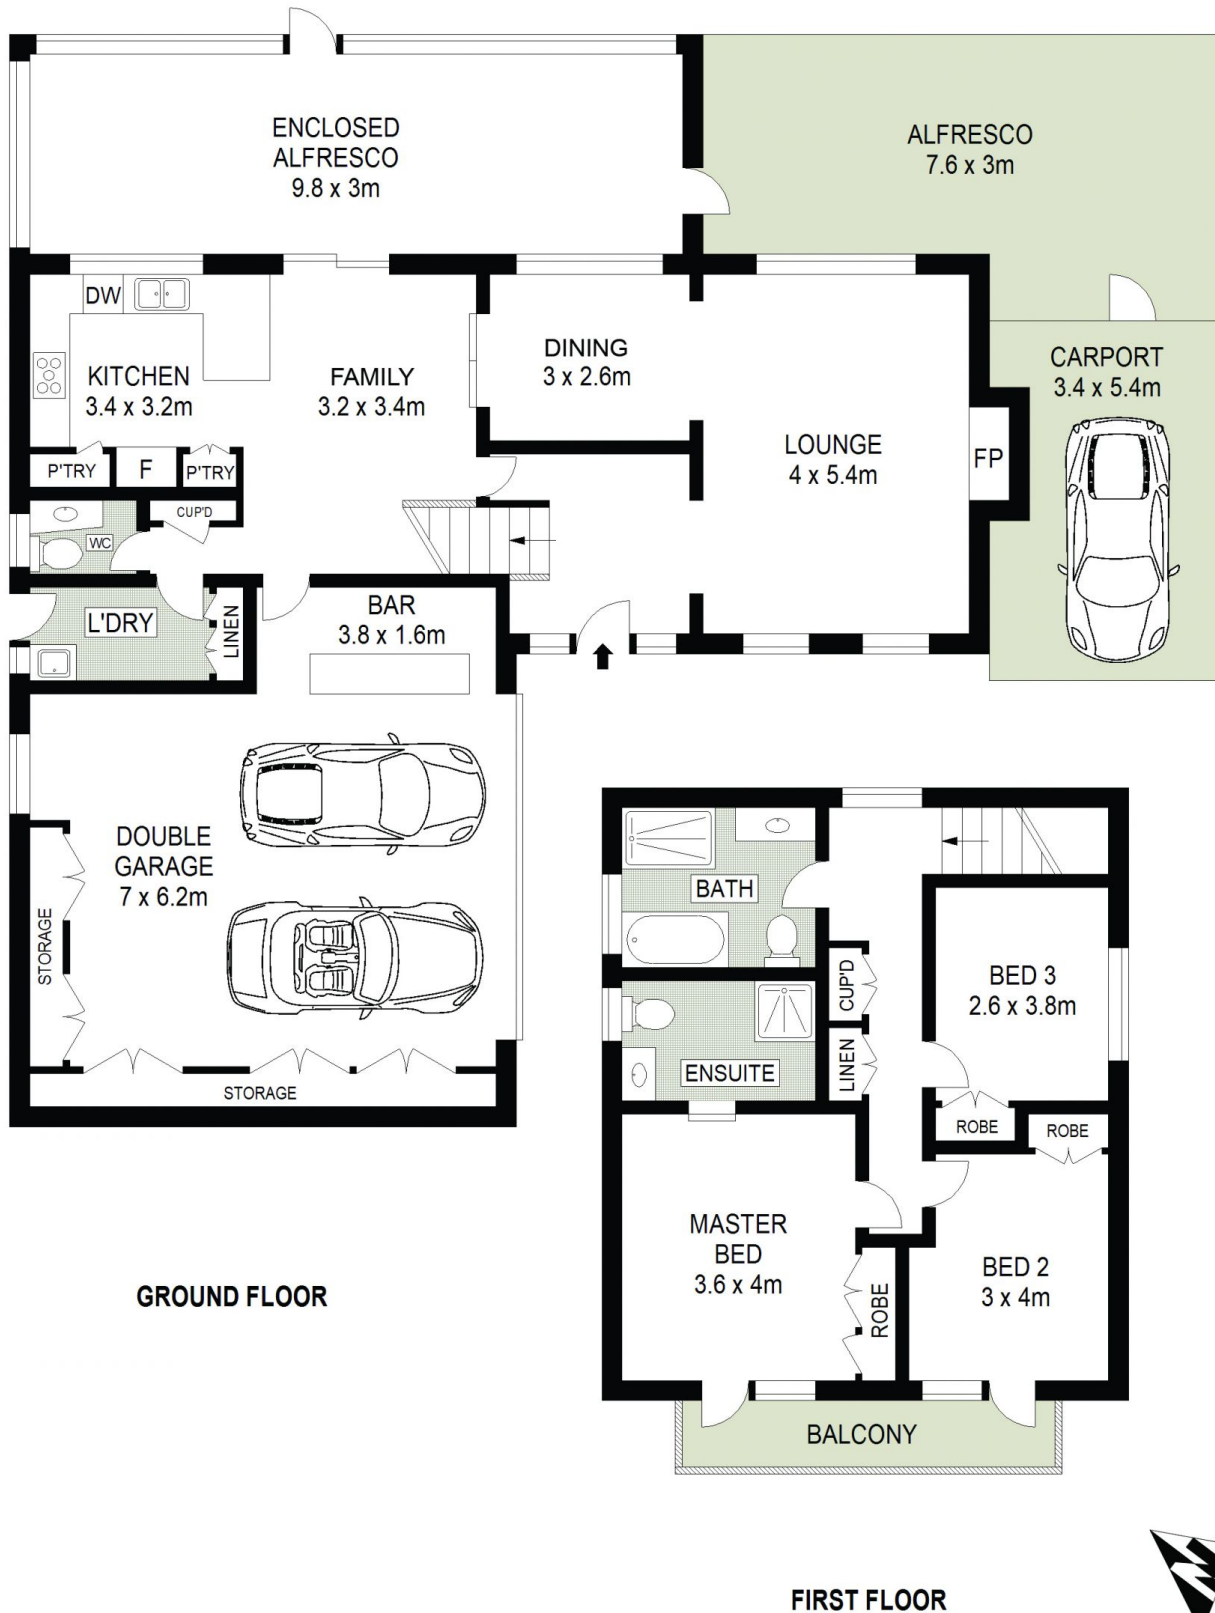 ENCLOSED
ALFRESCO
9.8 x 3m
ALFRESCO
7.6 x 3m
DW
KITCHEN
3.4 x 3.2m
FAMILY
3.2 x 3.4m
DINING
3 x 2.6m
LOUNGE
4 x 5.4m
FP
CARPORT
3.4 x 5.4m
P'TRY
F
P'TRY
CUP'D
WC
L'DRY
LINEN
BAR
3.8 x 1.6m
DOUBLE
GARAGE
7 x 6.2m
STORAGE
STORAGE
GROUND FLOOR
BATH
CUP'D
BED 3
2.6 x 3.8m
ENSUITE
LINEN
ROBE
ROBE
MASTER
BED
3.6 x 4m
ROBE
BED 2
3 x 4m
BALCONY
FIRST FLOOR
N